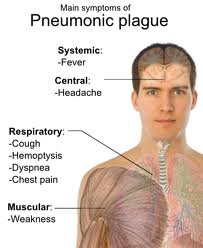 Main symptoms of
Pneumonic plague
Systemic:
-Fever
Central:
-Headache
Respiratory:
-Cough
-Hemoptysis
-Dyspnea
-Chest pain
Muscular:
-Weakness